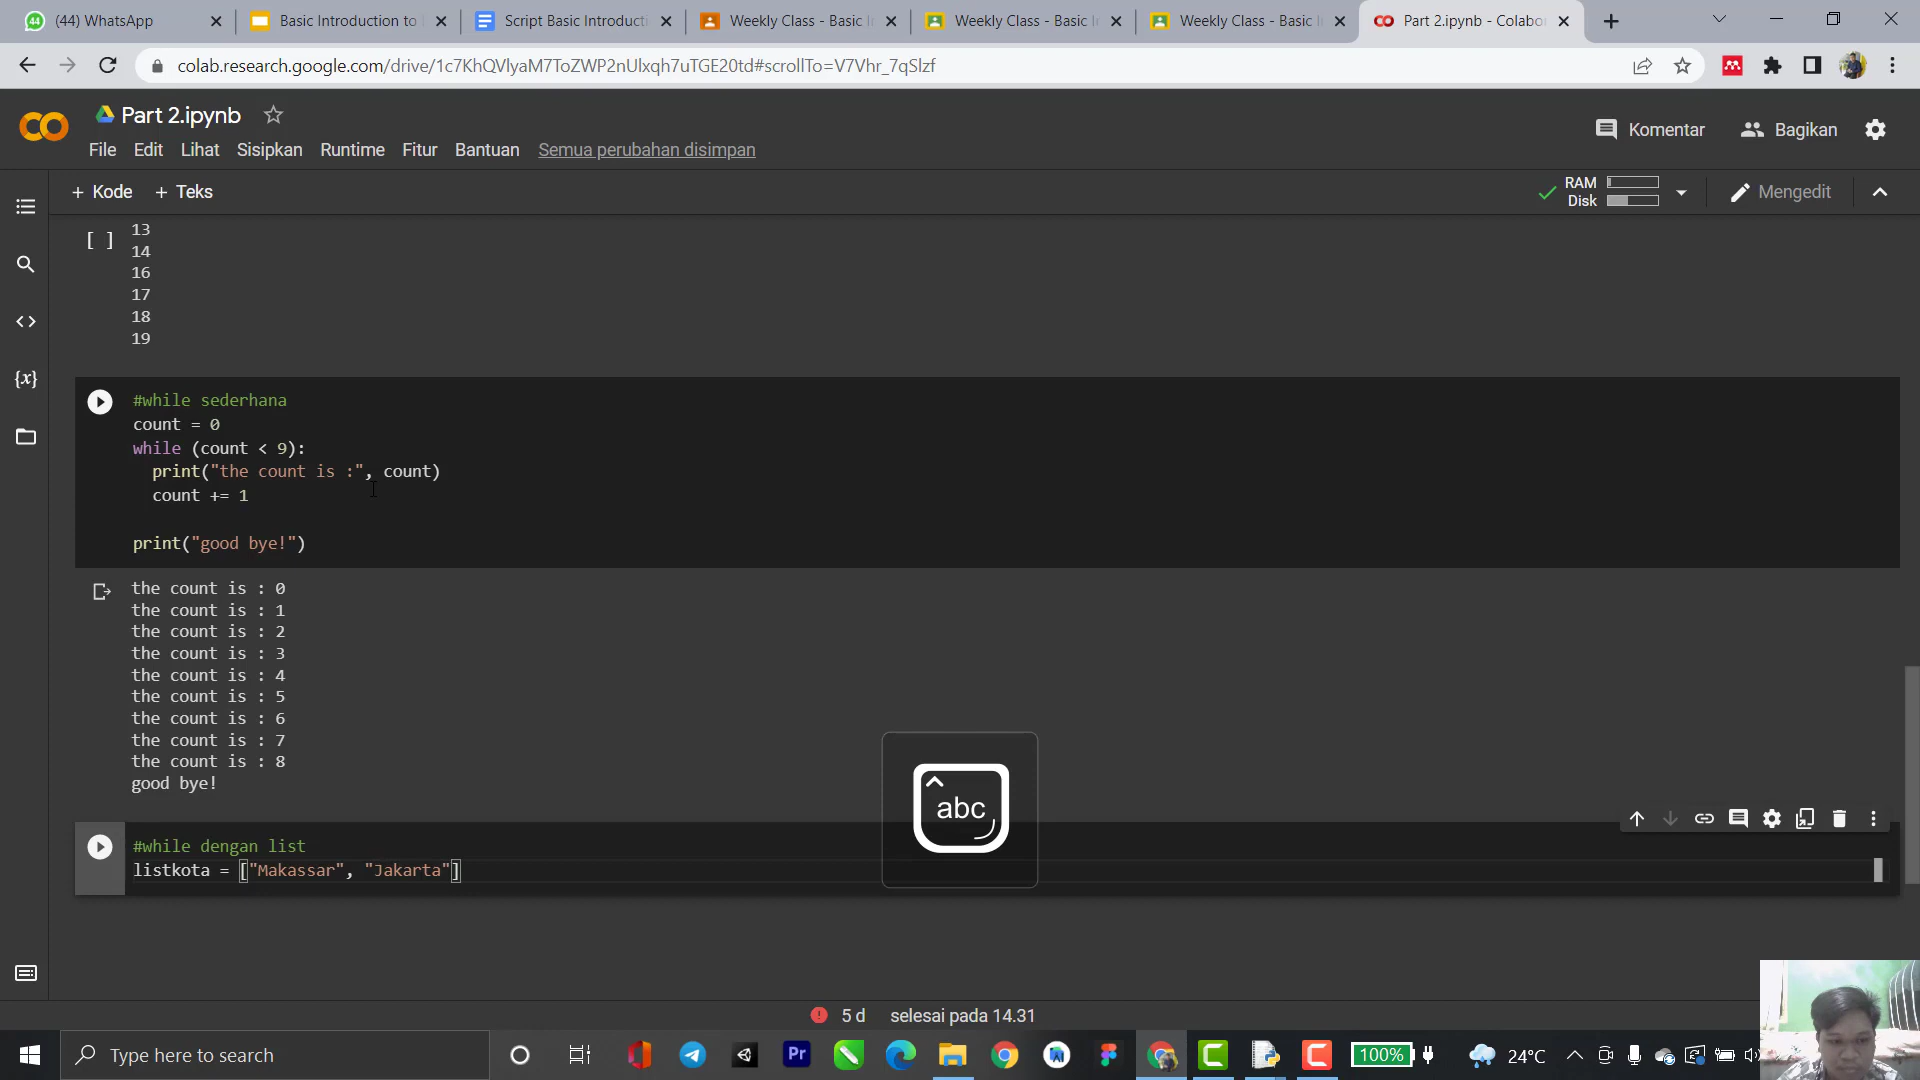 (44) WhatsApp
Basic Introduction to
Script Basic Introducti
Weekly Class - Basic I
Weekly Class - Basic I
Weekly Class - Basic I
Part 2.ipynb - Colabo
colab.research.google.com/drive/1c7KhQVlyaM7ToZWP2nUlxqh7uTGE20td#scrollTo=V7Vhr_7qSlzf
Part 2.ipynb
Komentar
Bagikan
File Edit Lihat Sisipkan Runtime Fitur Bantuan Semua perubahan disimpan
+ Kode + Teks
RAM
Disk
Mengedit
[ ]
13
14
16
17
18
19
{x}
#while sederhana
count = 0
while (count < 9):
print("the count is :", count)
count += 1
print("good bye!")
the count is : 0
the count is : 1
the count is : 2
the count is : 3
the count is : 4
the count is : 5
the count is : 6
the count is : 7
the count is : 8
good bye!
abc
#while dengan list
listkota = ["Makassar", "Jakarta"]
5 d selesai pada 14.31
Type here to search
Pr
100%
24°C